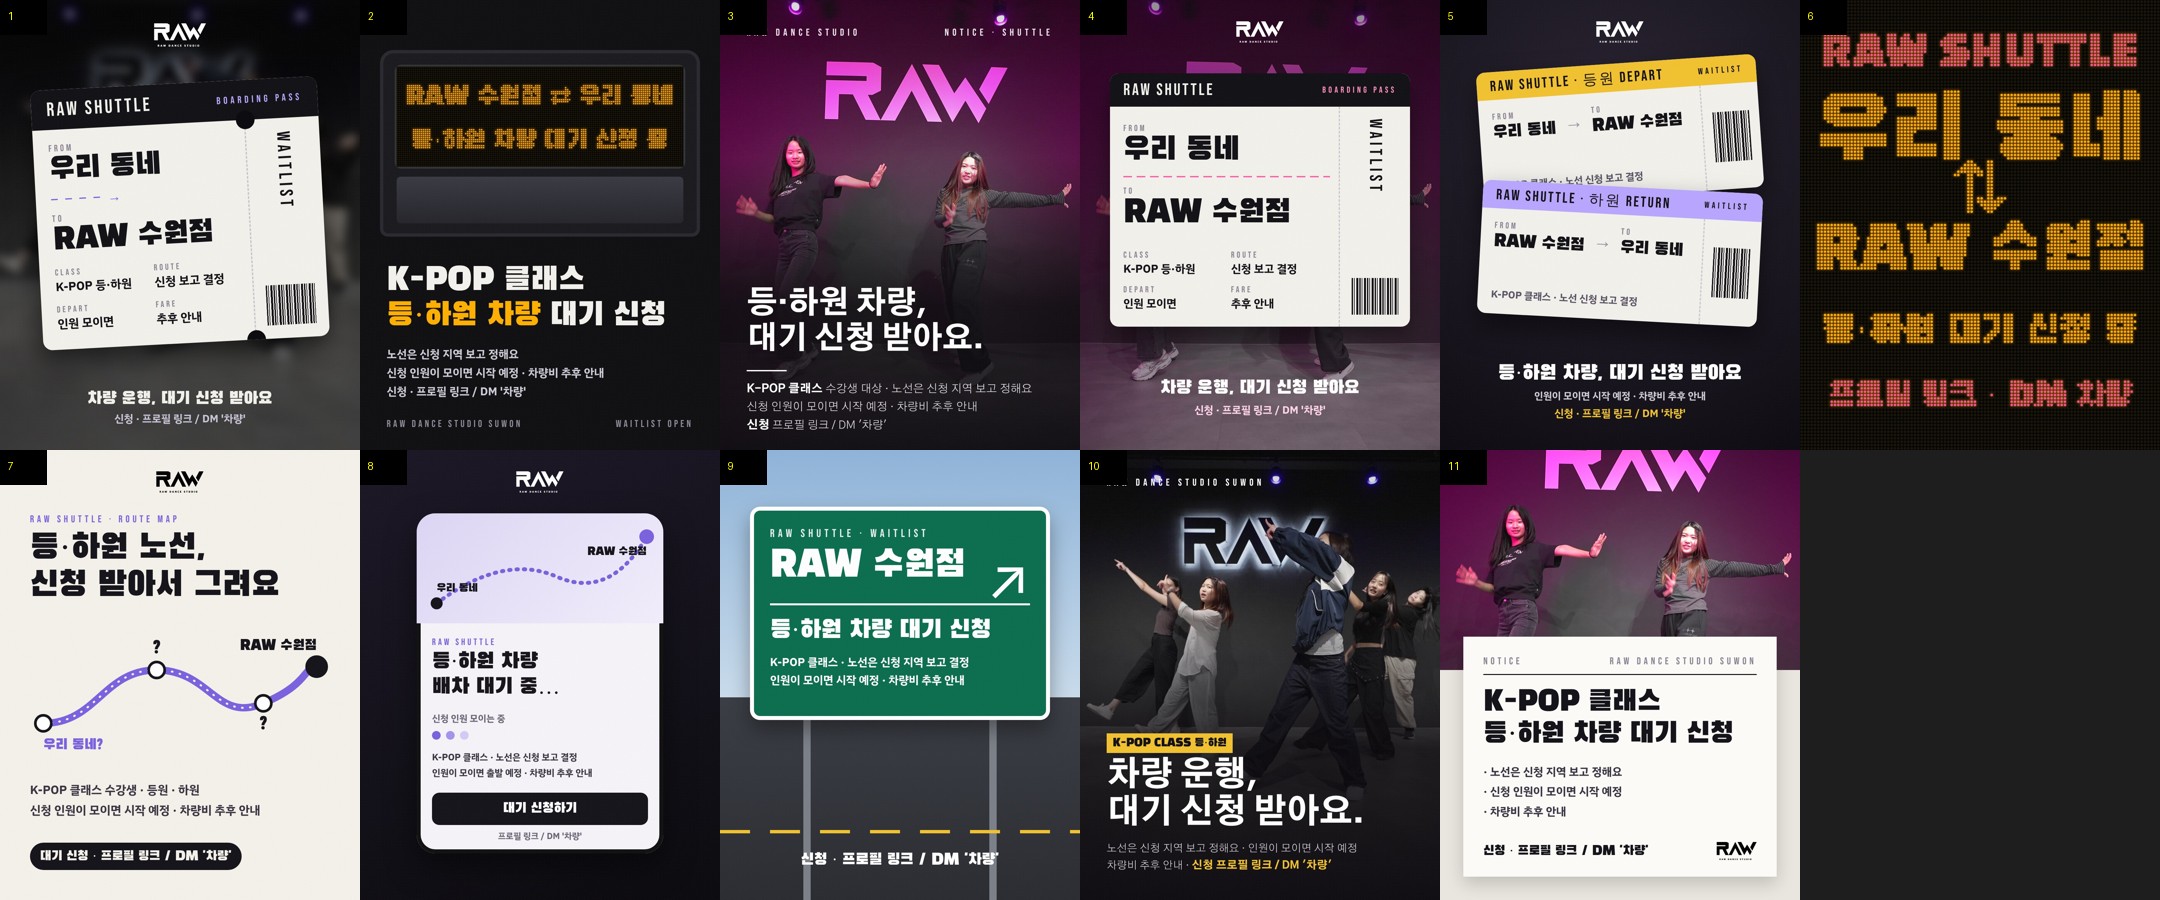 1
RAW
RAW DANCE STUDIO
RAW SHUTTLE
BOARDING PASS
FROM
우리 동네
TO
RAW 수원점
CLASS
ROUTE
K-POP 등·하원
신청 보고 결정
DEPART
FARE
인원 모이면
추후 안내
WAITLIST
차량 운행, 대기 신청 받아요
신청 · 프로필 링크 / DM '차량'
2
RAW 수원점 ⇄ 우리 동네
등·하원 차량 대기 신청 중
K-POP 클래스
등·하원 차량 대기 신청
노선은 신청 지역 보고 정해요
신청 인원이 모이면 시작 예정 · 차량비 추후 안내
신청 · 프로필 링크 / DM '차량'
RAW DANCE STUDIO SUWON
WAITLIST OPEN
3
DANCE STUDIO
NOTICE · SHUTTLE
RAW
등·하원 차량,
대기 신청 받아요.
K-POP 클래스 수강생 대상 · 노선은 신청 지역 보고 정해요
신청 인원이 모이면 시작 예정 · 차량비 추후 안내
신청 프로필 링크 / DM '차량'
4
RAW
RAW DANCE STUDIO
RAW SHUTTLE
BOARDING PASS
FROM
우리 동네
TO
RAW 수원점
CLASS
ROUTE
K-POP 등·하원
신청 보고 결정
DEPART
FARE
인원 모이면
추후 안내
WAITLIST
차량 운행, 대기 신청 받아요
신청 · 프로필 링크 / DM '차량'
5
RAW
RAW DANCE STUDIO
RAW SHUTTLE · 등원 DEPART
WAITLIST
FROM
TO
우리 동네 → RAW 수원점
노선 신청 보고 결정
RAW SHUTTLE · 하원 RETURN
WAITLIST
FROM
TO
RAW 수원점 → 우리 동네
K-POP 클래스 · 노선 신청 보고 결정
등·하원 차량, 대기 신청 받아요
인원이 모이면 시작 예정 · 차량비 추후 안내
신청 · 프로필 링크 / DM '차량'
6
RAW SHUTTLE
우리 동네
⇅
RAW 수원점
등·하원 대기 신청 중
프로필 링크 · DM 차량
7
RAW
RAW DANCE STUDIO
RAW SHUTTLE · ROUTE MAP
등·하원 노선,
신청 받아서 그려요
?
RAW 수원점
?
우리 동네?
K-POP 클래스 수강생 · 등원 · 하원
신청 인원이 모이면 시작 예정 · 차량비 추후 안내
대기 신청 · 프로필 링크 / DM '차량'
8
RAW
RAW DANCE STUDIO
RAW 수원점
우리 동네
RAW SHUTTLE
등·하원 차량
배차 대기 중...
신청 인원 모이는 중
K-POP 클래스 · 노선은 신청 지역 보고 결정
인원이 모이면 출발 예정 · 차량비 추후 안내
대기 신청하기
프로필 링크 / DM '차량'
9
RAW SHUTTLE · WAITLIST
RAW 수원점
등·하원 차량 대기 신청
K-POP 클래스 · 노선은 신청 지역 보고 결정
인원이 모이면 시작 예정 · 차량비 추후 안내
신청 · 프로필 링크 / DM '차량'
10
DANCE STUDIO SUWON
RAW
K-POP CLASS 등·하원
차량 운행,
대기 신청 받아요.
노선은 신청 지역 보고 정해요 · 인원이 모이면 시작 예정
차량비 추후 안내 · 신청 프로필 링크 / DM '차량'
11
RAW
NOTICE
RAW DANCE STUDIO SUWON
K-POP 클래스
등·하원 차량 대기 신청
· 노선은 신청 지역 보고 정해요
· 신청 인원이 모이면 시작 예정
· 차량비 추후 안내
신청 · 프로필 링크 / DM '차량'
RAW
RAW DANCE STUDIO